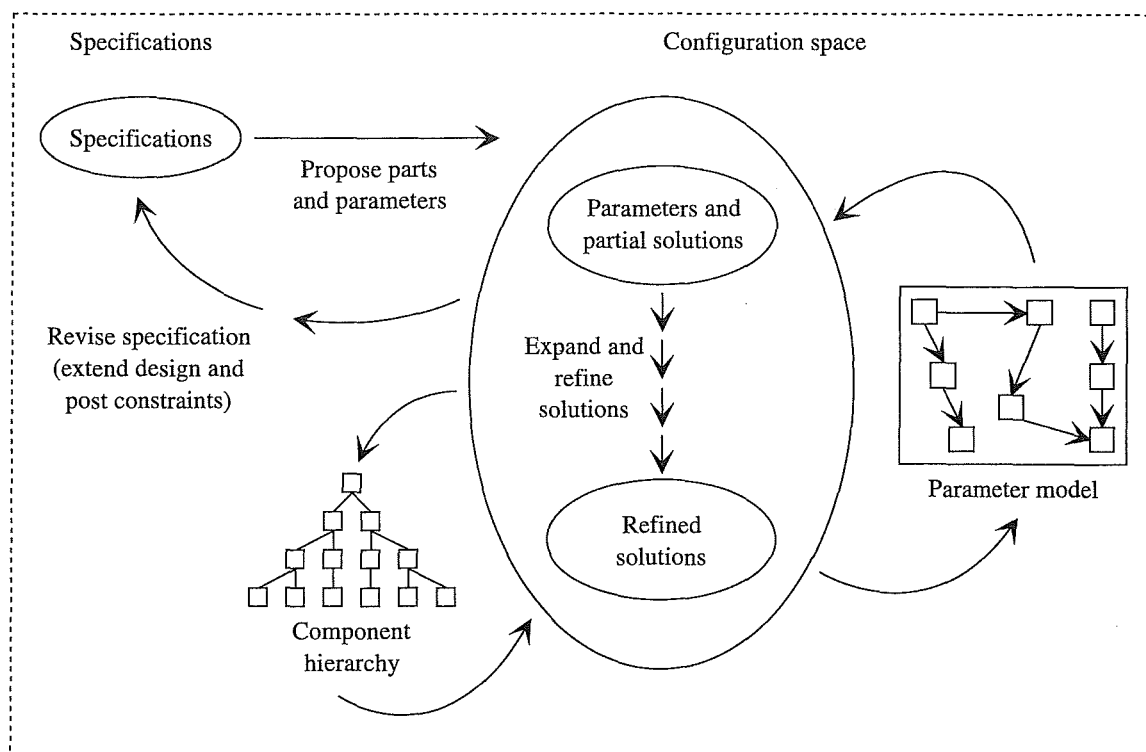 Specifications
Configuration space
Specifications
Propose parts
and parameters
Parameters and
partial solutions
Revise specification
(extend design and
post constraints)
Expand and
refine
solutions
Parameter model
Refined
solutions
Component
hierarchy